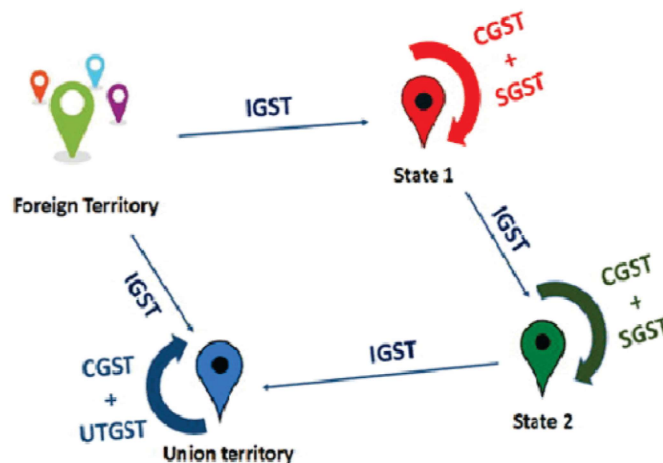 CGST
+
SGST
IGST
State 1
Foreign Territory
IGST
IGST
CGST
+
SGST
IGST
CGST
+
UTGST
State 2
Union territory